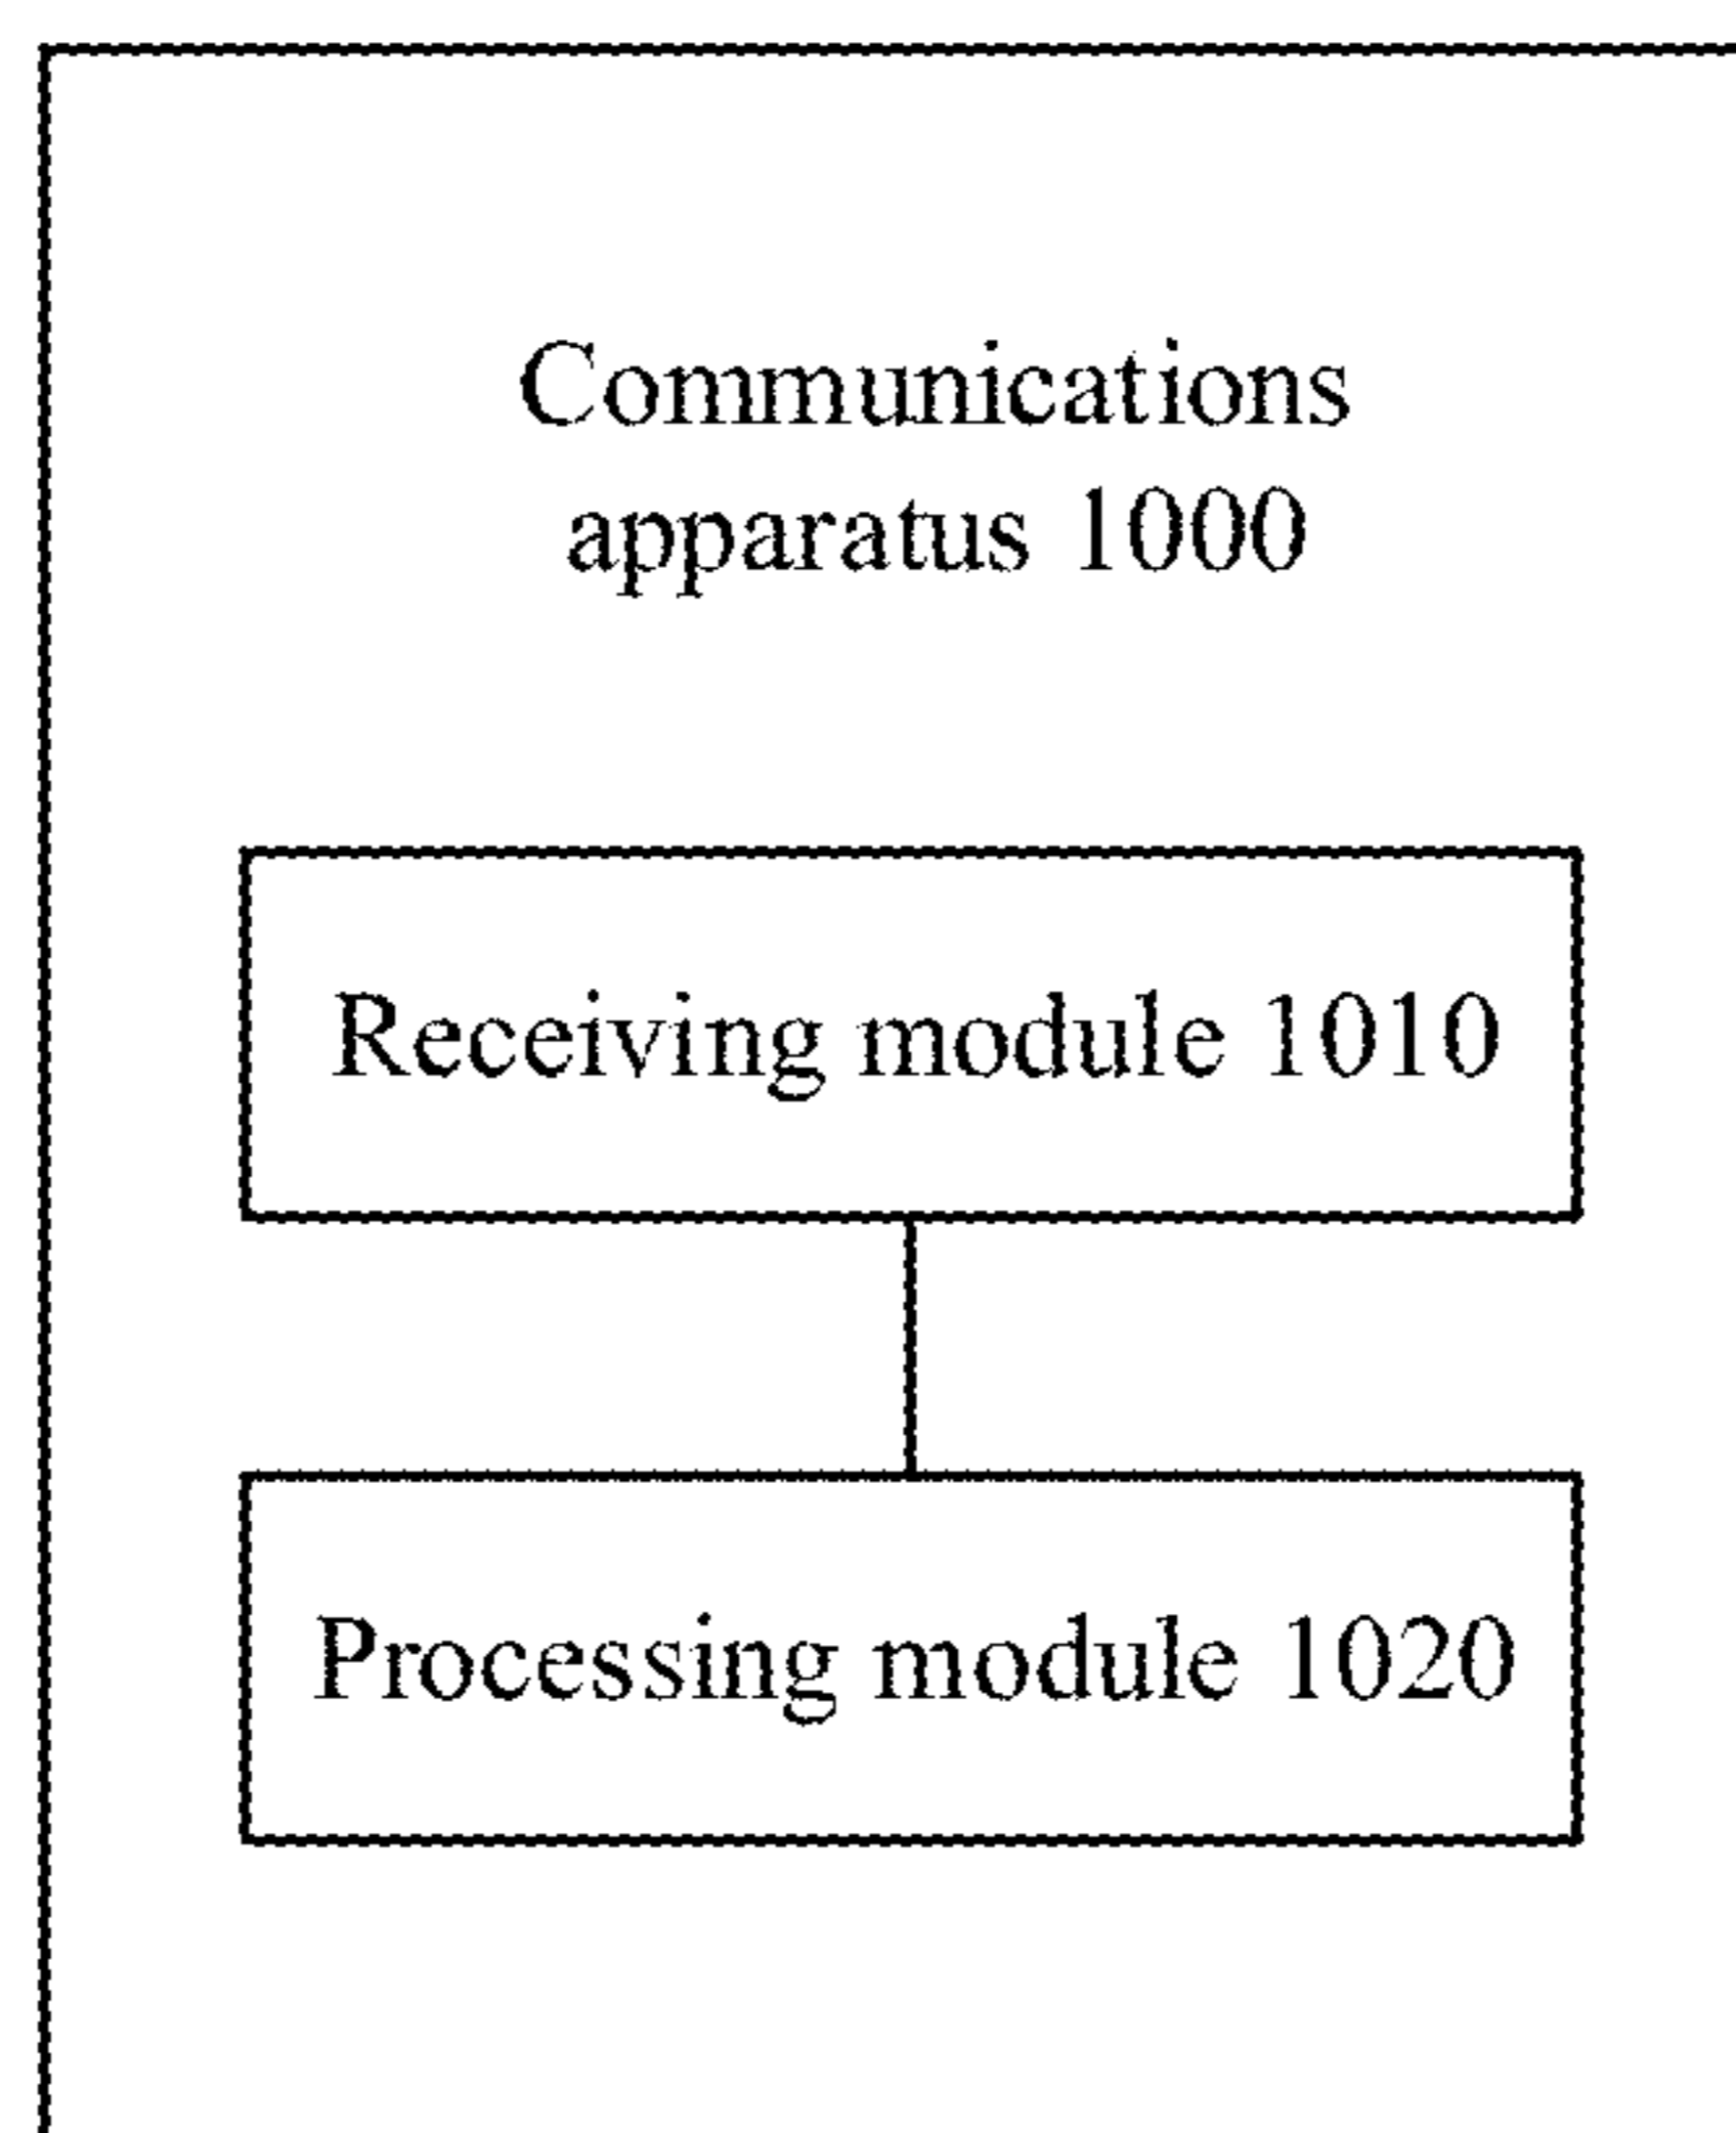 Communications
apparatus 1000
Receiving module 1010
Processing module 1020